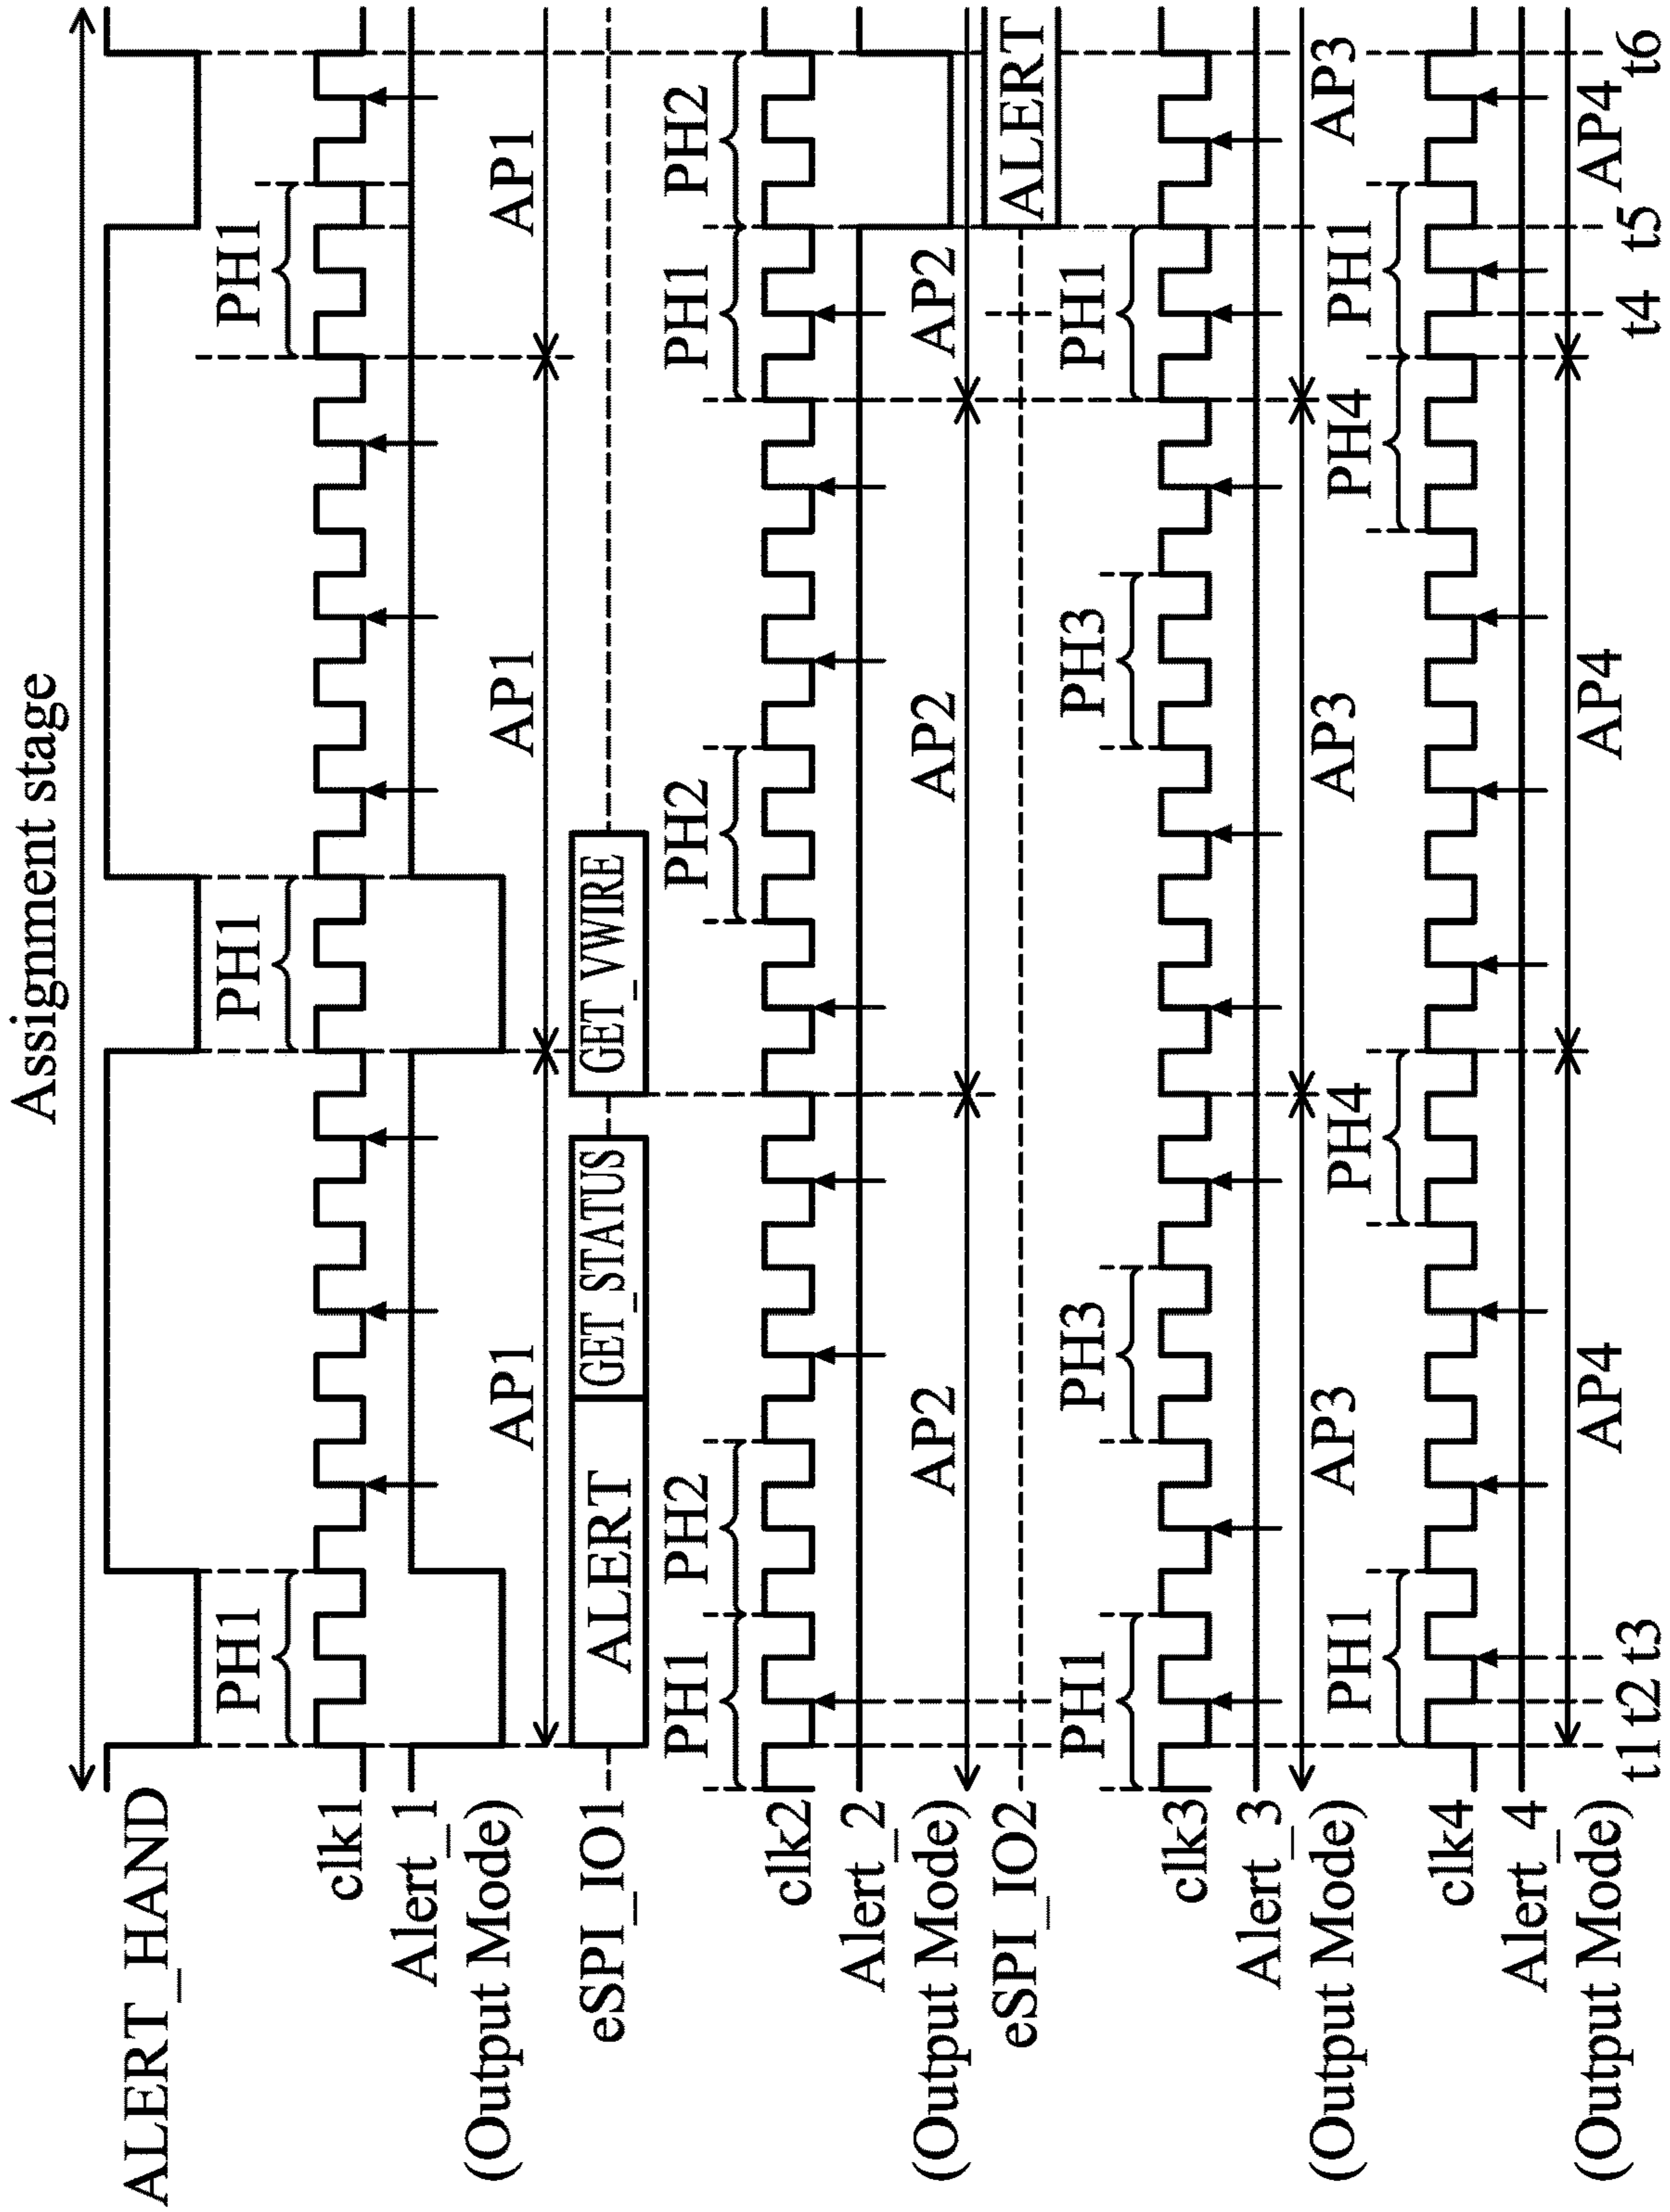 Assignment stage
ALERT_HAND
PH1 PH1 PH1
clk1
Alert_1
(Output Mode)
AP1 AP1 AP1
eSPI_IO1
ALERT GET_STATUS GET_VWIRE
PH1 PH2 PH2 PH1 PH2
clk2
Alert_2
(Output Mode)
AP2 AP2 AP2
eSPI_IO2
ALERT
PH1 PH3 PH3 PH1
clk3
Alert_3
(Output Mode)
AP3 AP3 AP3
PH1 PH4 PH4 PH1
clk4
Alert_4
(Output Mode)
AP4 AP4 AP4
t1 t2 t3 t4 t5 t6